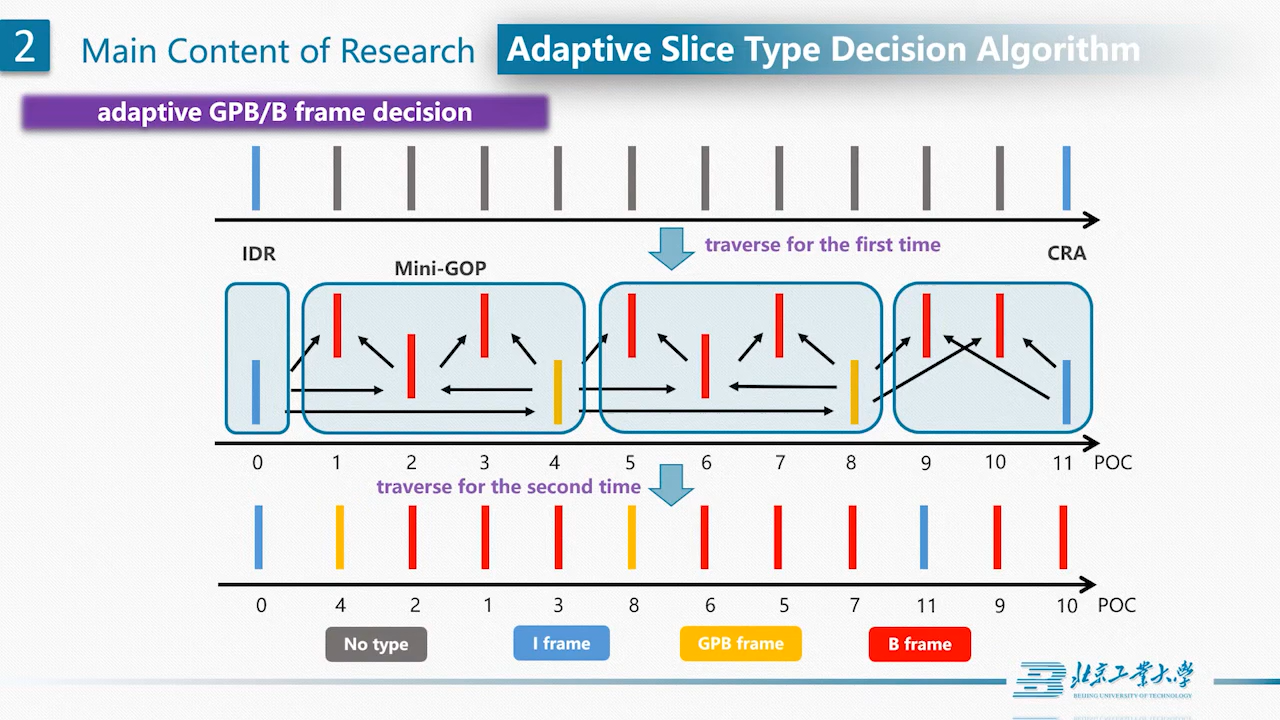 2
Main Content of Research
Adaptive Slice Type Decision Algorithm
adaptive GPB/B frame decision
traverse for the first time
IDR
CRA
Mini-GOP
0 1 2 3 4 5 6 7 8 9 10 11 POC
traverse for the second time
0 4 2 1 3 8 6 5 7 11 9 10 POC
No type
I frame
GPB frame
B frame
北京工业大学
BEIJING UNIVERSITY OF TECHNOLOGY